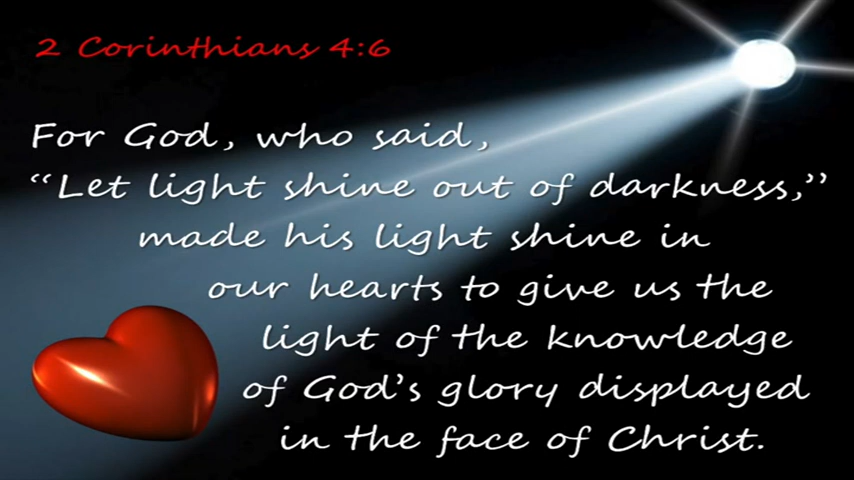 2 Corinthians 4:6
For God, who said,
“Let light shine out of darkness,”
made his light shine in
our hearts to give us the
light of the knowledge
of God’s glory displayed
in the face of Christ.